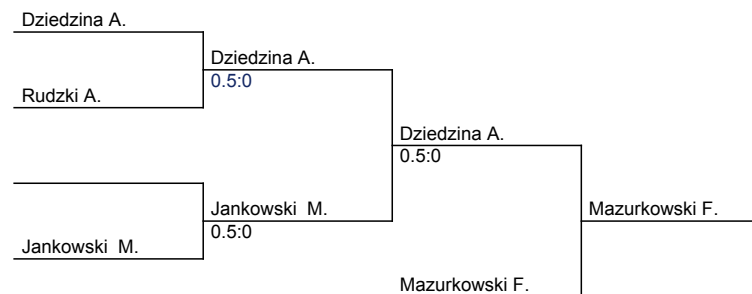 Dziedzina A.
Dziedzina A.
0.5:0
Rudzki A.
Dziedzina A.
0.5:0
Jankowski M.
0.5:0
Mazurkowski F.
Jankowski M.
Mazurkowski F.